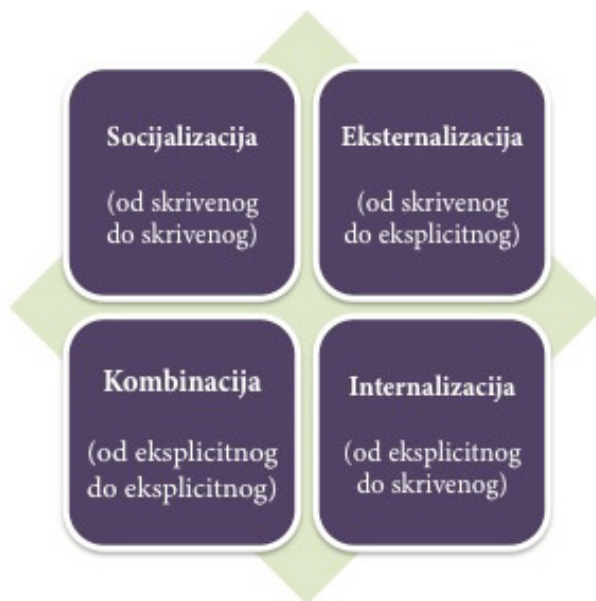 Socijalizacija
(od skrivenog
do skrivenog)
Eksternalizacija
(od skrivenog
do eksplicitnog)
Kombinacija
(od eksplicitnog
do eksplicitnog)
Internalizacija
(od eksplicitnog
do skrivenog)